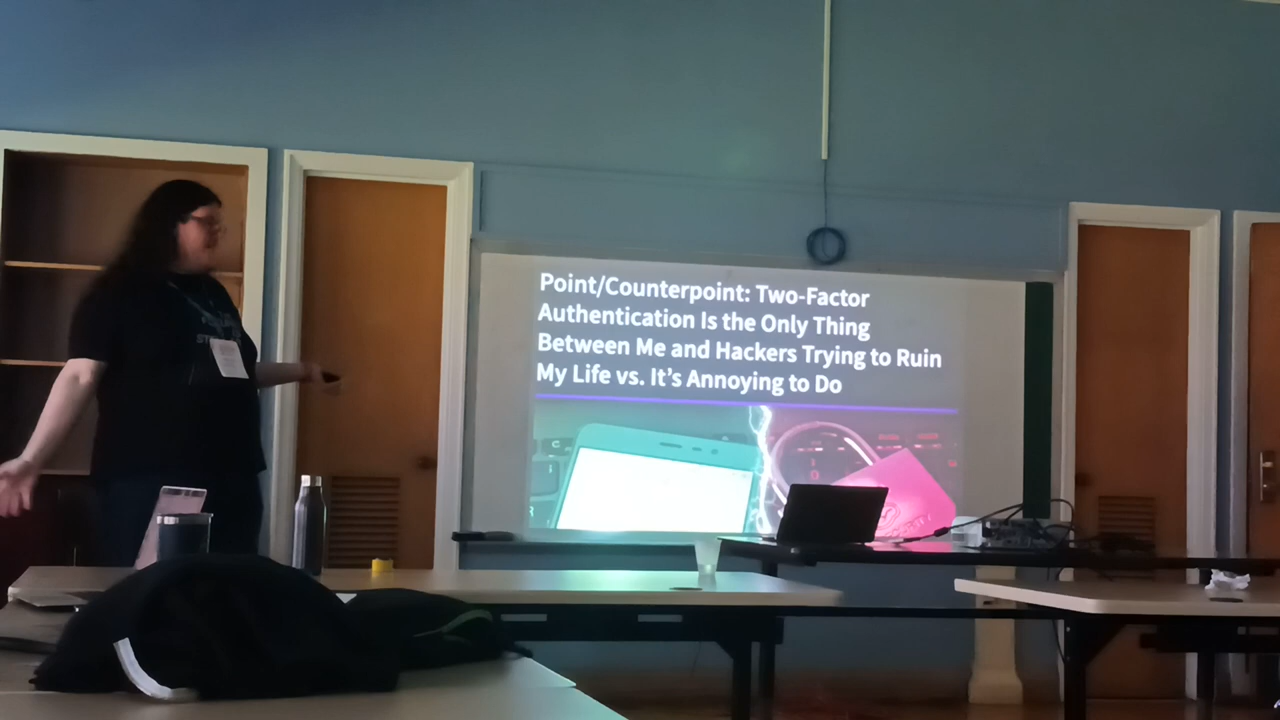 Point/Counterpoint: Two-Factor
Authentication Is the Only Thing
Between Me and Hackers Trying to Ruin
My Life vs. It's Annoying to Do